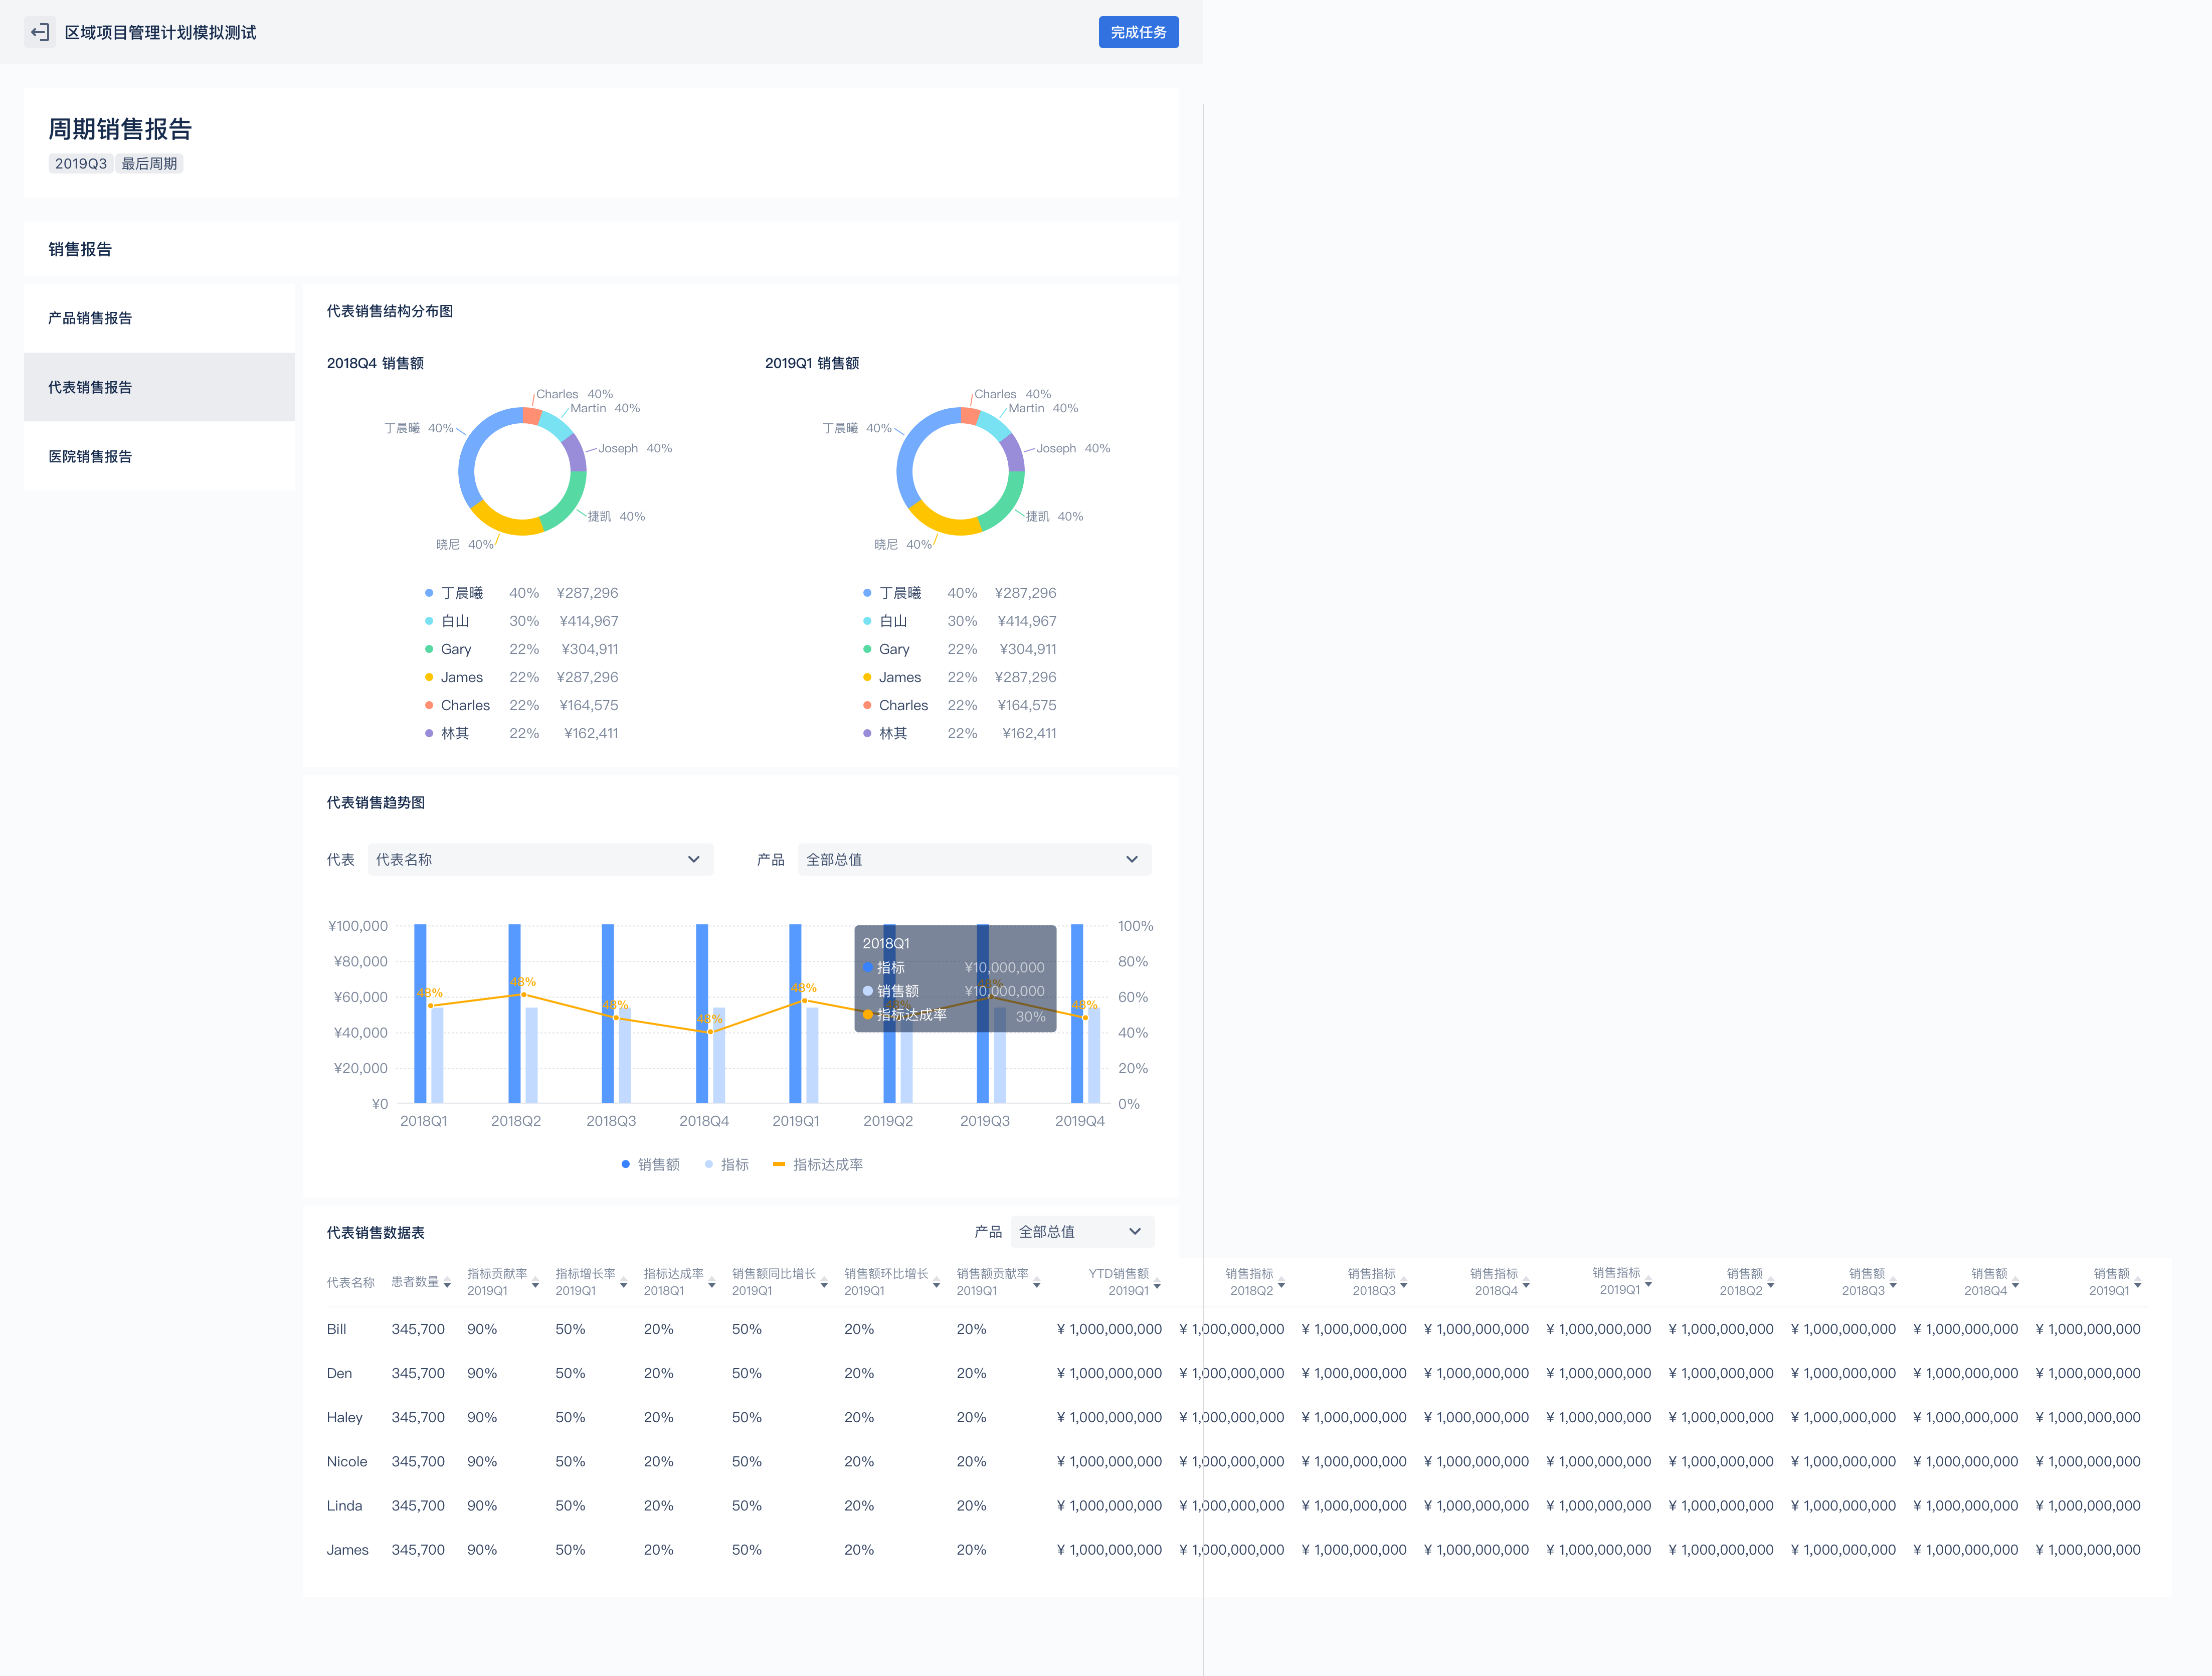 区域项目管理计划模拟测试
完成任务
周期销售报告
2019Q3 最后周期
销售报告
产品销售报告
代表销售报告
医院销售报告
代表销售结构分布图
2018Q4 销售额
Charles 40%
Martin 40%
丁晨曦 40%
Joseph 40%
捷凯 40%
晓尼 40%
丁晨曦 40% ¥287,296
白山 30% ¥414,967
Gary 22% ¥304,911
James 22% ¥287,296
Charles 22% ¥164,575
林其 22% ¥162,411
2019Q1 销售额
Charles 40%
Martin 40%
丁晨曦 40%
Joseph 40%
捷凯 40%
晓尼 40%
丁晨曦 40% ¥287,296
白山 30% ¥414,967
Gary 22% ¥304,911
James 22% ¥287,296
Charles 22% ¥164,575
林其 22% ¥162,411
代表销售趋势图
代表 代表名称 产品 全部总值
¥100,000 100%
¥80,000 80%
¥60,000 60%
¥40,000 40%
¥20,000 20%
¥0 0%
48% 48% 48% 48% 48% 48% 48%
2018Q1
指标 ¥10,000,000
销售额 ¥10,000,000
指标达成率 30%
2018Q1 2018Q2 2018Q3 2018Q4 2019Q1 2019Q2 2019Q3 2019Q4
销售额 指标 指标达成率
代表销售数据表
产品 全部总值
代表名称 患者数量 指标贡献率 指标增长率 指标达成率 销售额同比增长 销售额环比增长 销售额贡献率 YTD销售额 销售指标 销售指标 销售指标 销售指标 销售额 销售额 销售额 销售额
2019Q1 2019Q1 2018Q1 2019Q1 2019Q1 2019Q1 2019Q1 2018Q2 2018Q3 2018Q4 2019Q1 2018Q2 2018Q3 2018Q4 2019Q1
Bill 345,700 90% 50% 20% 50% 20% 20% ¥ 1,000,000,000 ¥ 1,000,000,000 ¥ 1,000,000,000 ¥ 1,000,000,000 ¥ 1,000,000,000 ¥ 1,000,000,000 ¥ 1,000,000,000 ¥ 1,000,000,000 ¥ 1,000,000,000
Den 345,700 90% 50% 20% 50% 20% 20% ¥ 1,000,000,000 ¥ 1,000,000,000 ¥ 1,000,000,000 ¥ 1,000,000,000 ¥ 1,000,000,000 ¥ 1,000,000,000 ¥ 1,000,000,000 ¥ 1,000,000,000 ¥ 1,000,000,000
Haley 345,700 90% 50% 20% 50% 20% 20% ¥ 1,000,000,000 ¥ 1,000,000,000 ¥ 1,000,000,000 ¥ 1,000,000,000 ¥ 1,000,000,000 ¥ 1,000,000,000 ¥ 1,000,000,000 ¥ 1,000,000,000 ¥ 1,000,000,000
Nicole 345,700 90% 50% 20% 50% 20% 20% ¥ 1,000,000,000 ¥ 1,000,000,000 ¥ 1,000,000,000 ¥ 1,000,000,000 ¥ 1,000,000,000 ¥ 1,000,000,000 ¥ 1,000,000,000 ¥ 1,000,000,000 ¥ 1,000,000,000
Linda 345,700 90% 50% 20% 50% 20% 20% ¥ 1,000,000,000 ¥ 1,000,000,000 ¥ 1,000,000,000 ¥ 1,000,000,000 ¥ 1,000,000,000 ¥ 1,000,000,000 ¥ 1,000,000,000 ¥ 1,000,000,000 ¥ 1,000,000,000
James 345,700 90% 50% 20% 50% 20% 20% ¥ 1,000,000,000 ¥ 1,000,000,000 ¥ 1,000,000,000 ¥ 1,000,000,000 ¥ 1,000,000,000 ¥ 1,000,000,000 ¥ 1,000,000,000 ¥ 1,000,000,000 ¥ 1,000,000,000